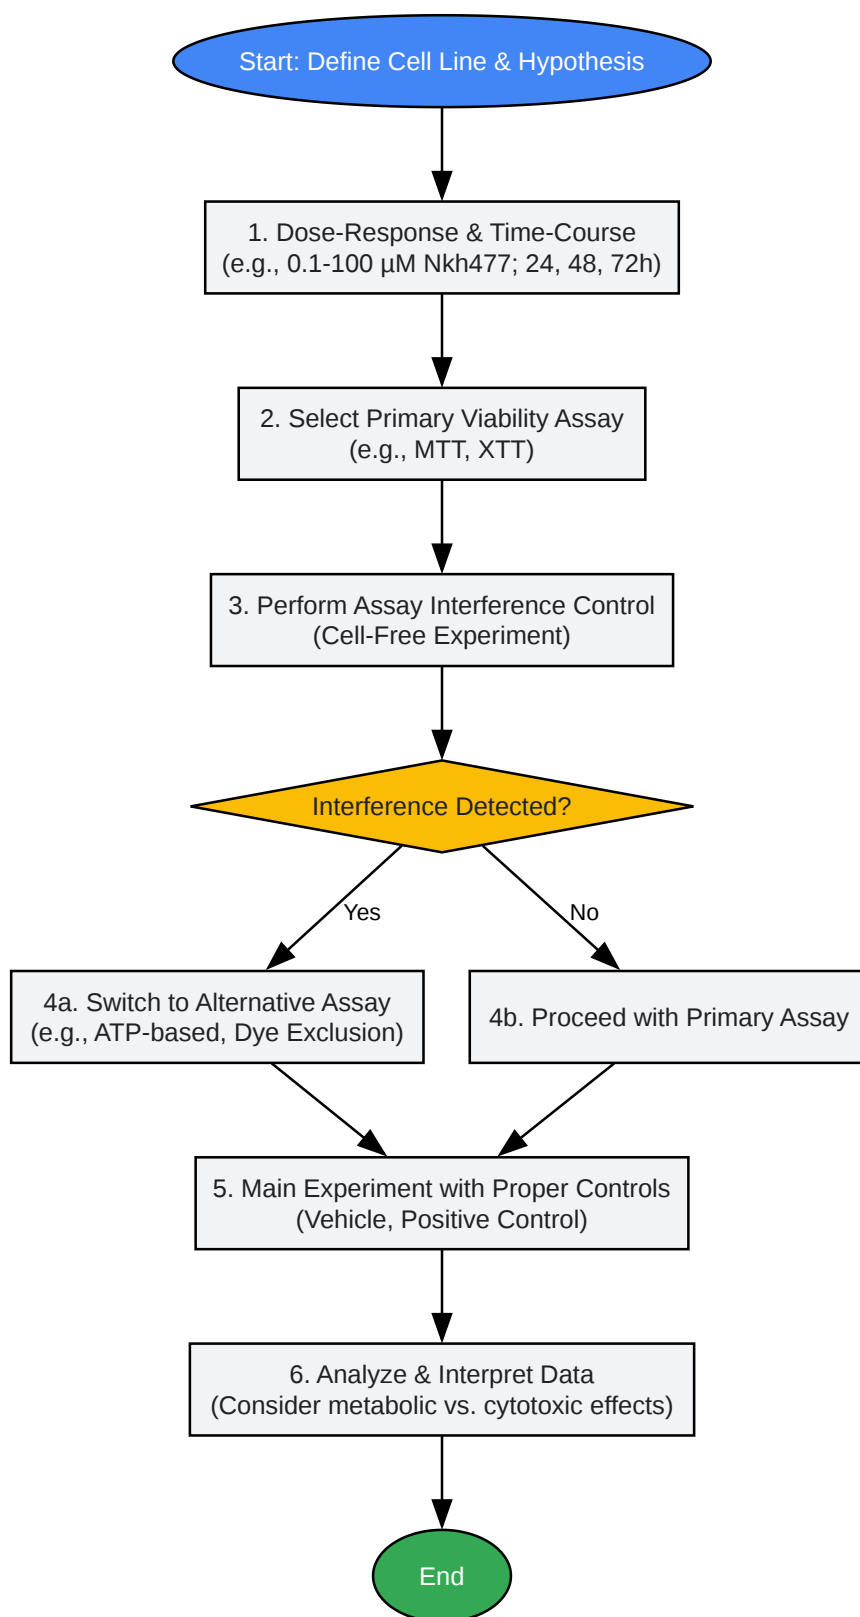 Start: Define Cell Line & Hypothesis
1. Dose-Response & Time-Course
(e.g., 0.1-100 µM Nkh477; 24, 48, 72h)
2. Select Primary Viability Assay
(e.g., MTT, XTT)
3. Perform Assay Interference Control
(Cell-Free Experiment)
Interference Detected?
Yes
No
4a. Switch to Alternative Assay
(e.g., ATP-based, Dye Exclusion)
4b. Proceed with Primary Assay
5. Main Experiment with Proper Controls
(Vehicle, Positive Control)
6. Analyze & Interpret Data
(Consider metabolic vs. cytotoxic effects)
End